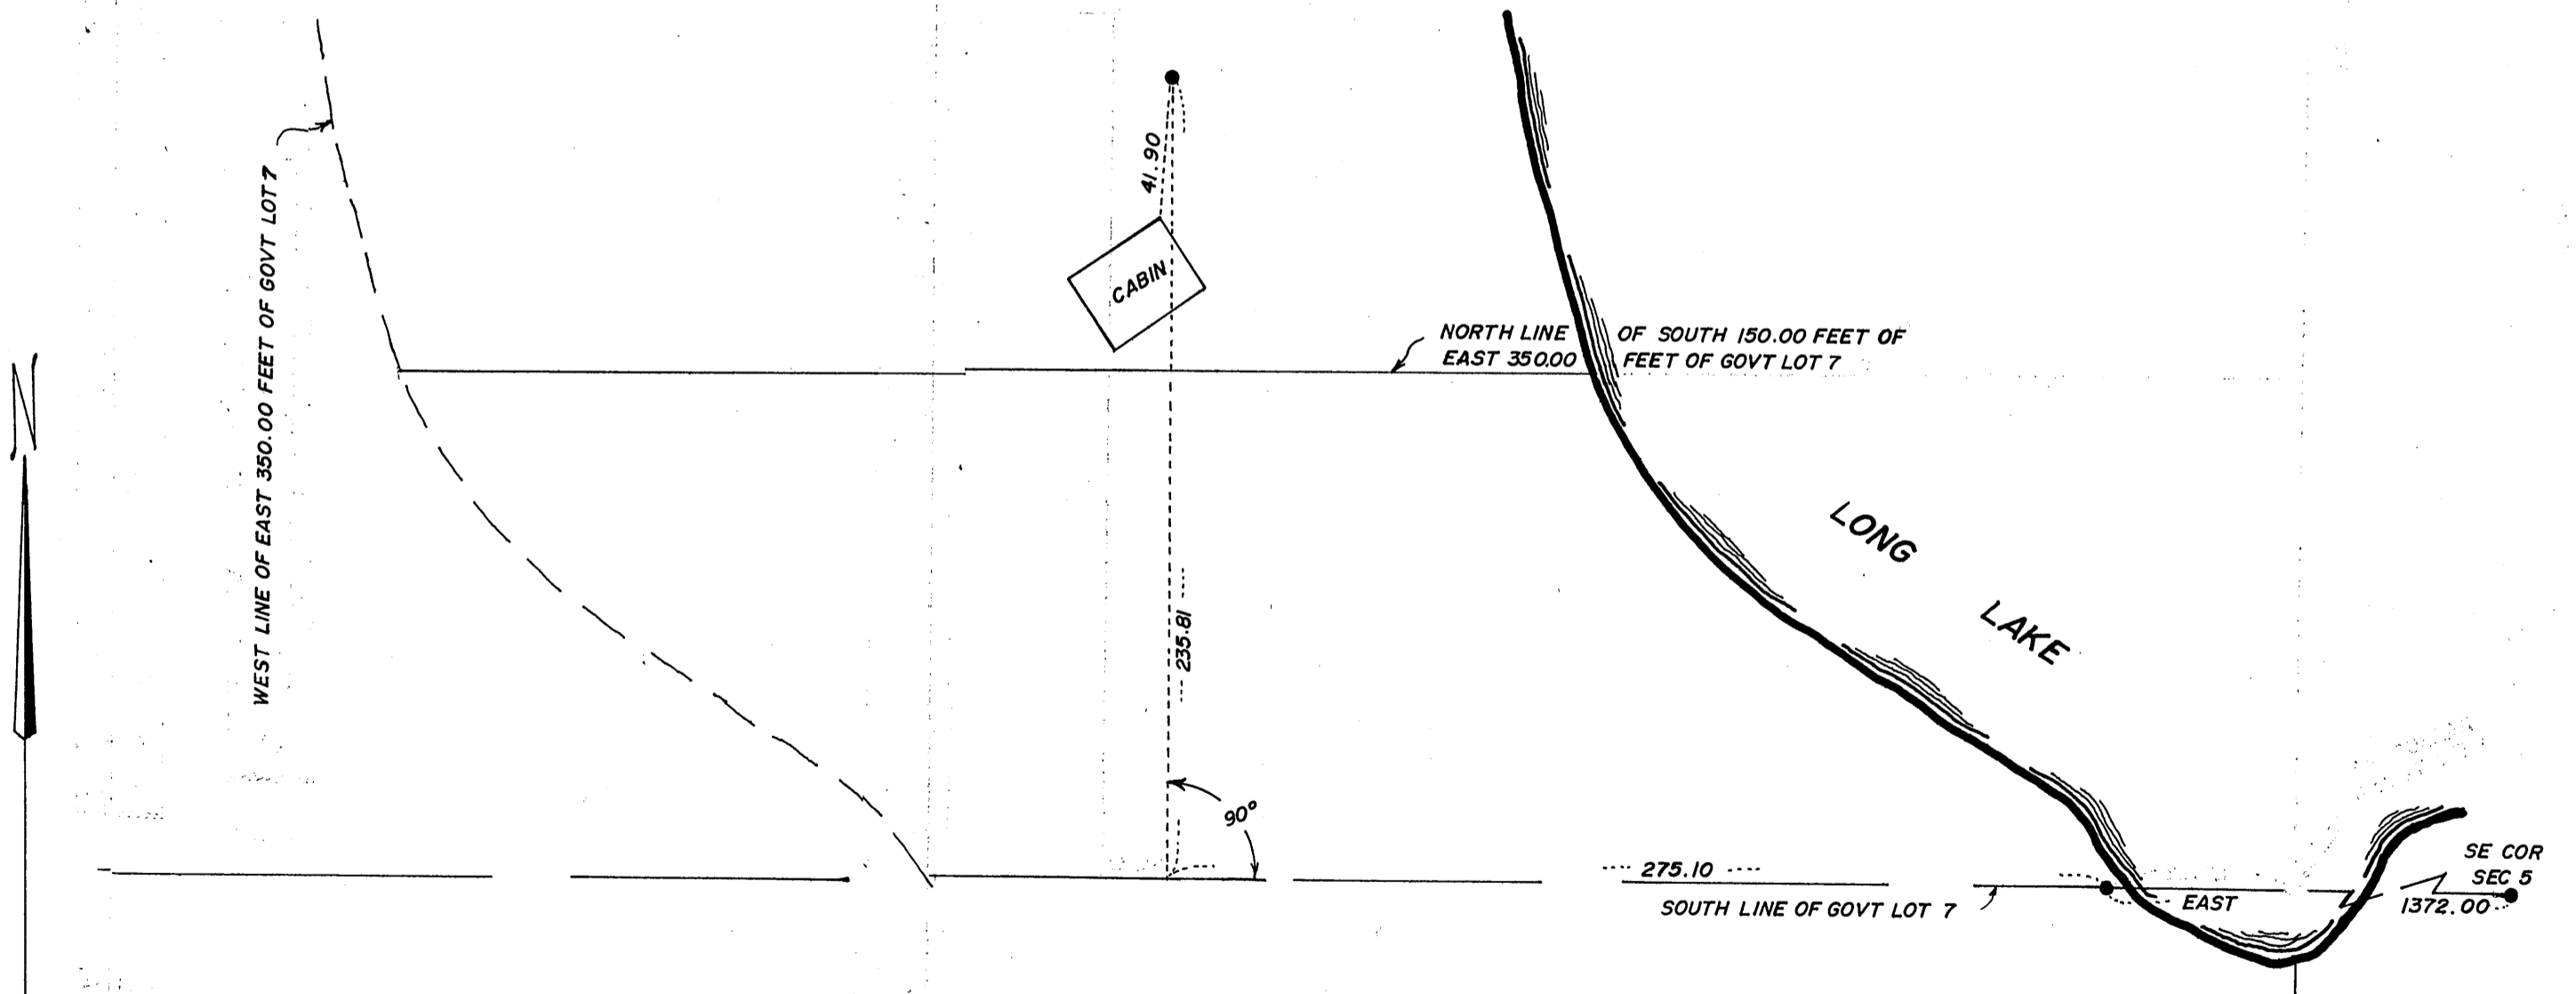 N
WEST LINE OF EAST 350.00 FEET OF GOVT LOT 7
41.90
CABIN
NORTH LINE OF SOUTH 150.00 FEET OF
EAST 350.00 FEET OF GOVT LOT 7
LONG
LAKE
235.81
90°
275.10
SOUTH LINE OF GOVT LOT 7
EAST
SE COR
SEC 5
1372.00